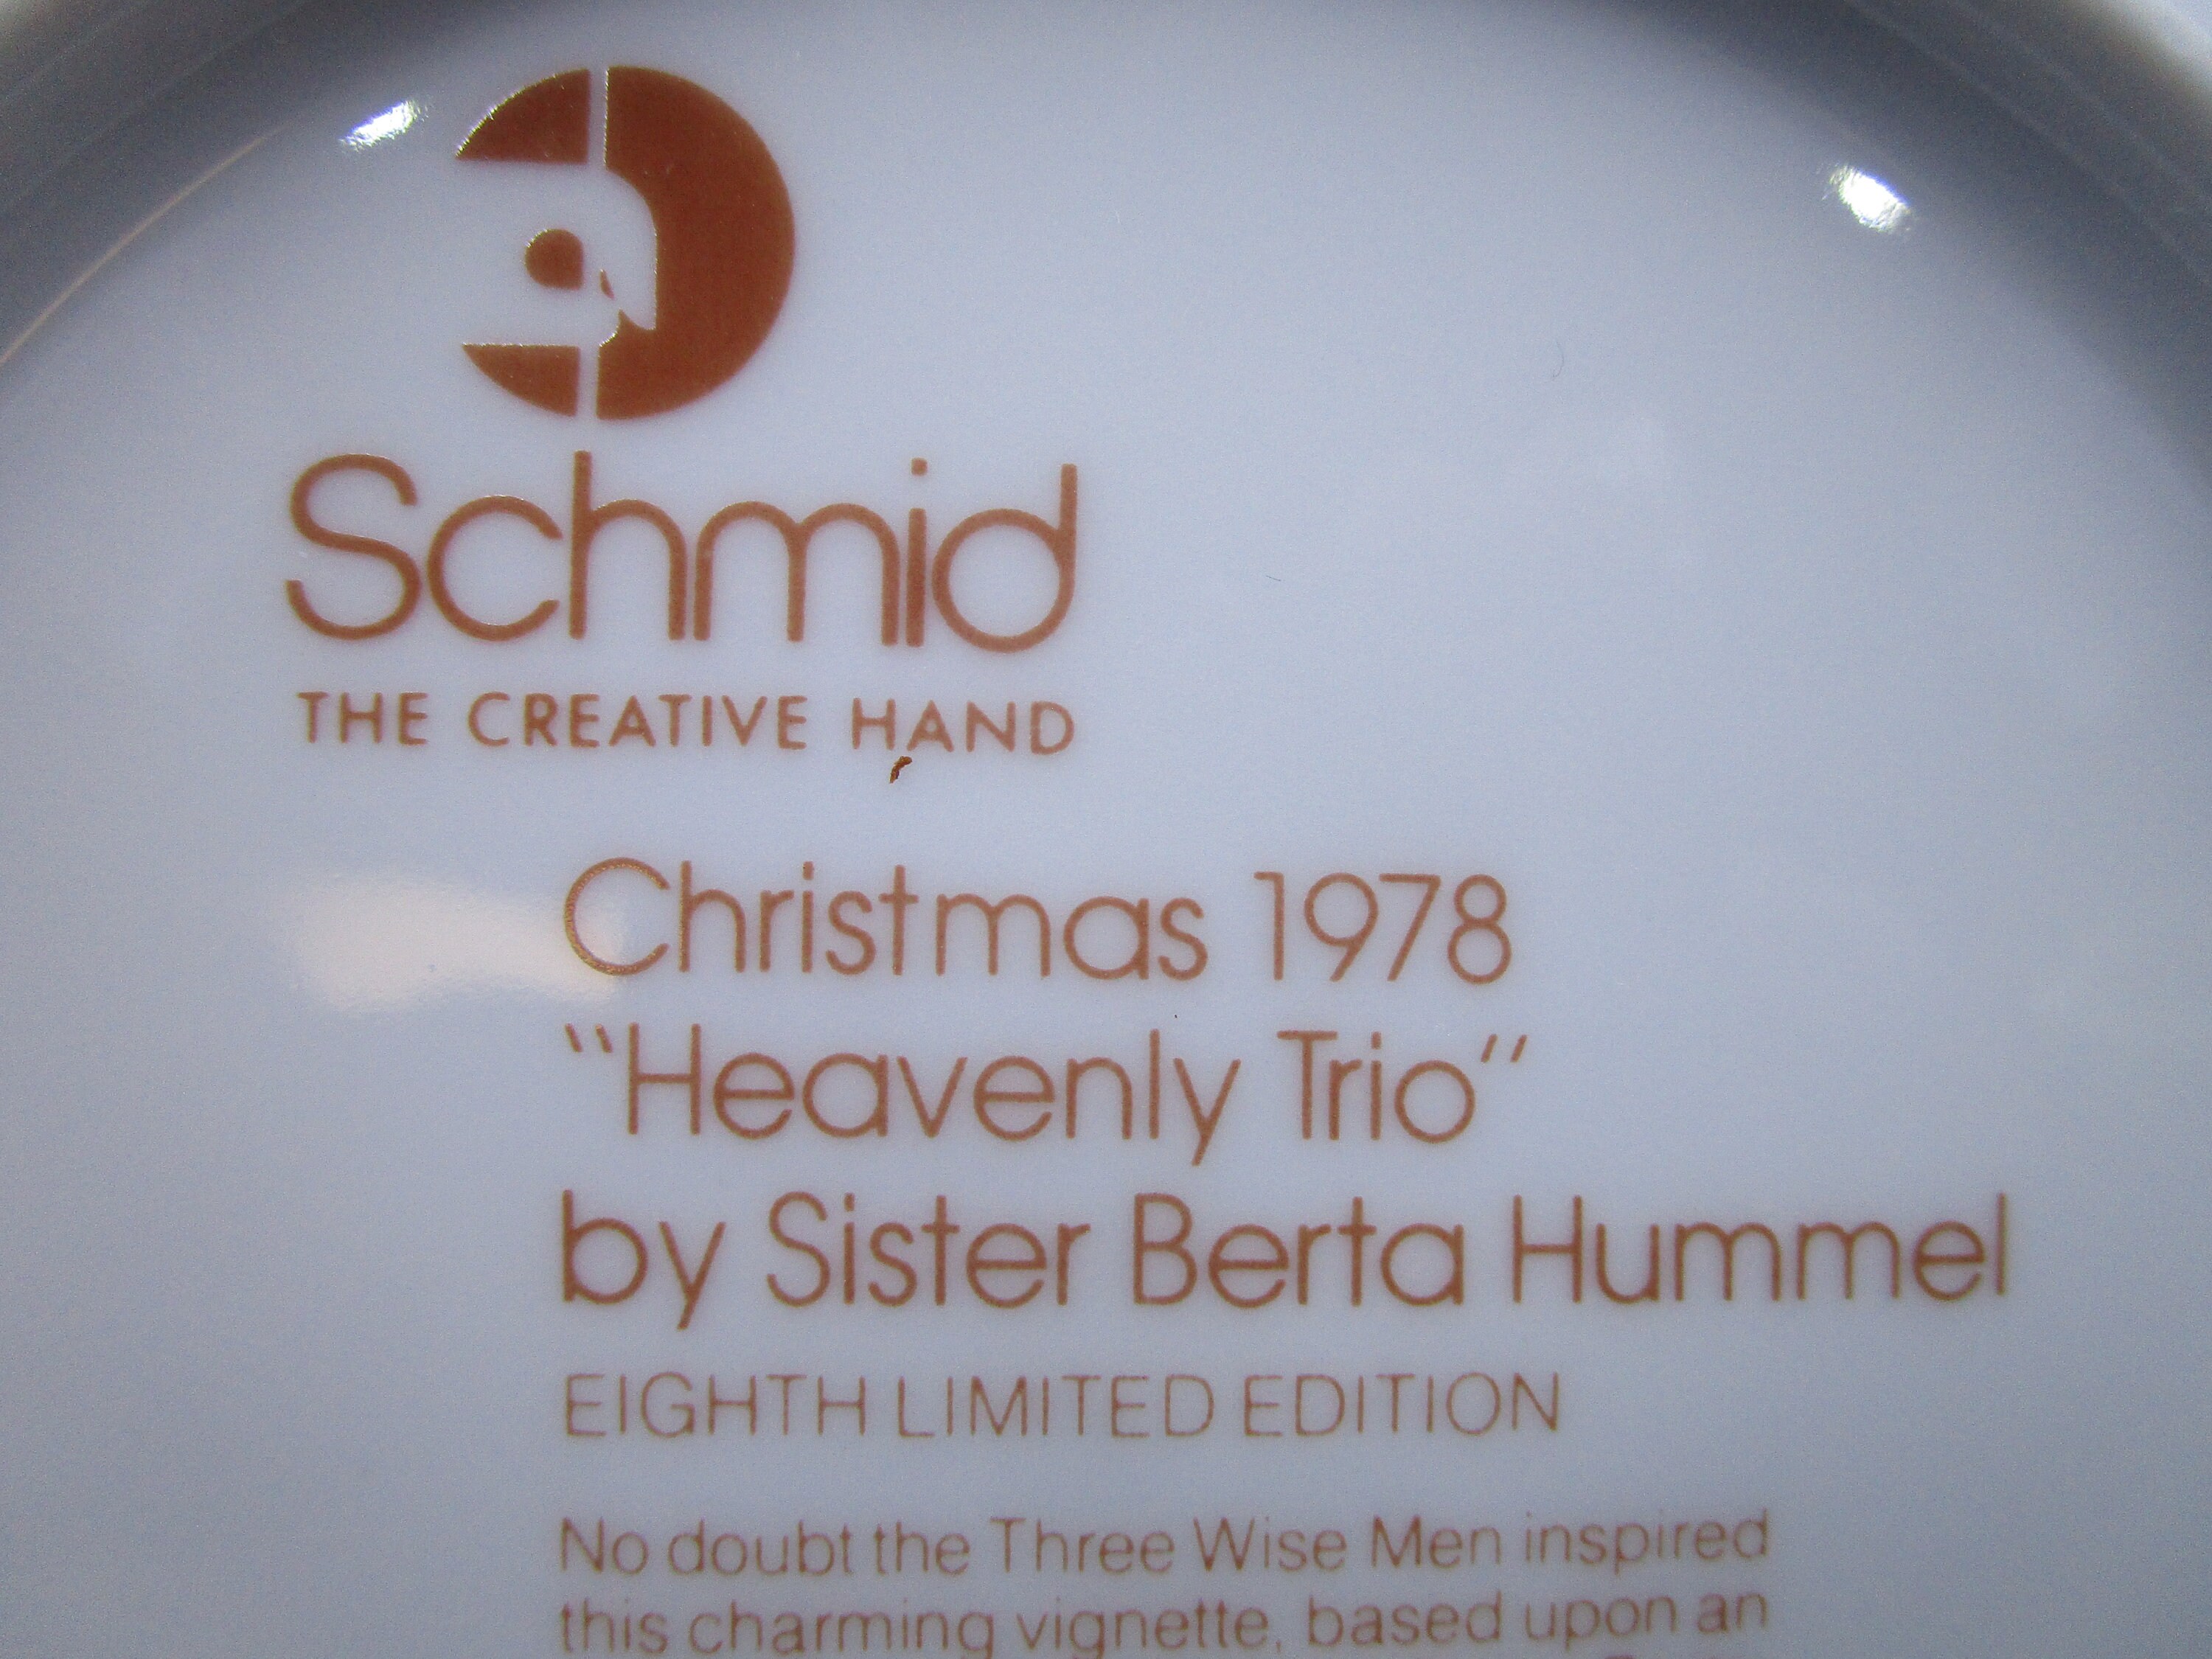 Schmid
THE CREATIVE HAND
Christmas 1978
"Heavenly Trio"
by Sister Berta Hummel
EIGHTH LIMITED EDITION
No doubt the Three Wise Men inspired
this charming vignette, based upon an